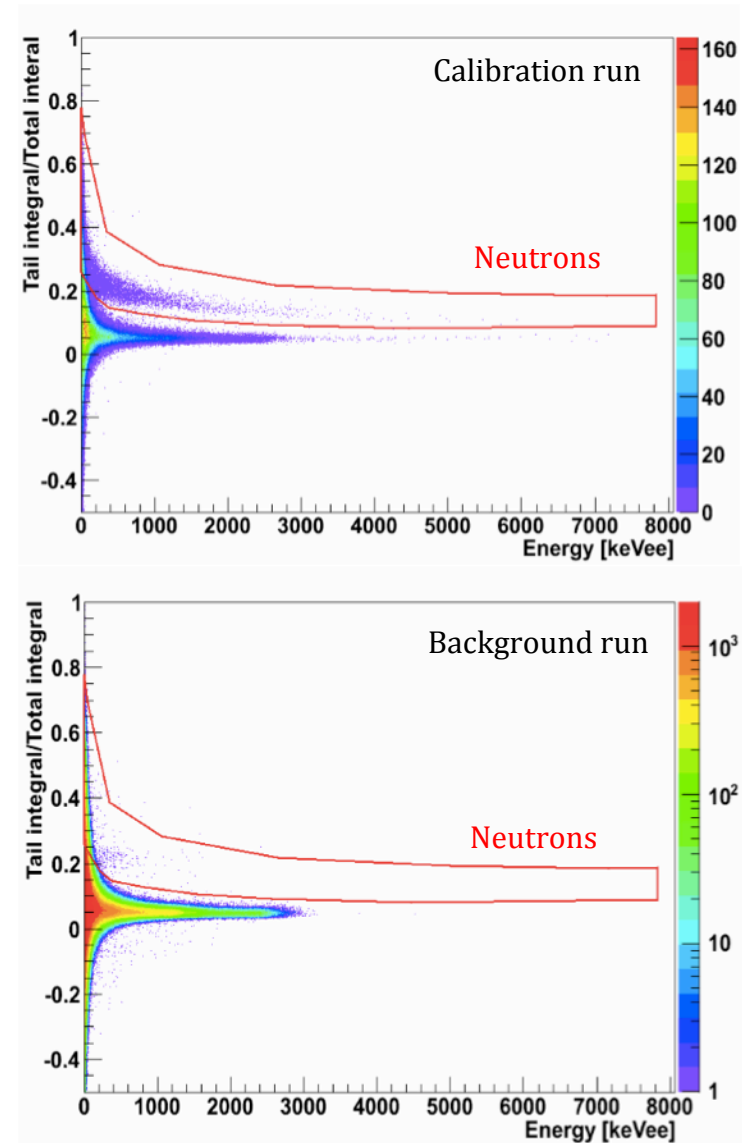 Calibration run
Neutrons
Tail integral/Total interal
1
0.8
0.6
0.4
0.2
0
-0.2
-0.4
0 1000 2000 3000 4000 5000 6000 7000 8000
Energy [keVee]
160
140
120
100
80
60
40
20
0
Background run
Neutrons
Tail integral/Total integral
1
0.8
0.6
0.4
0.2
0
-0.2
-0.4
0 1000 2000 3000 4000 5000 6000 7000 8000
Energy [keVee]
10³
10²
10
1